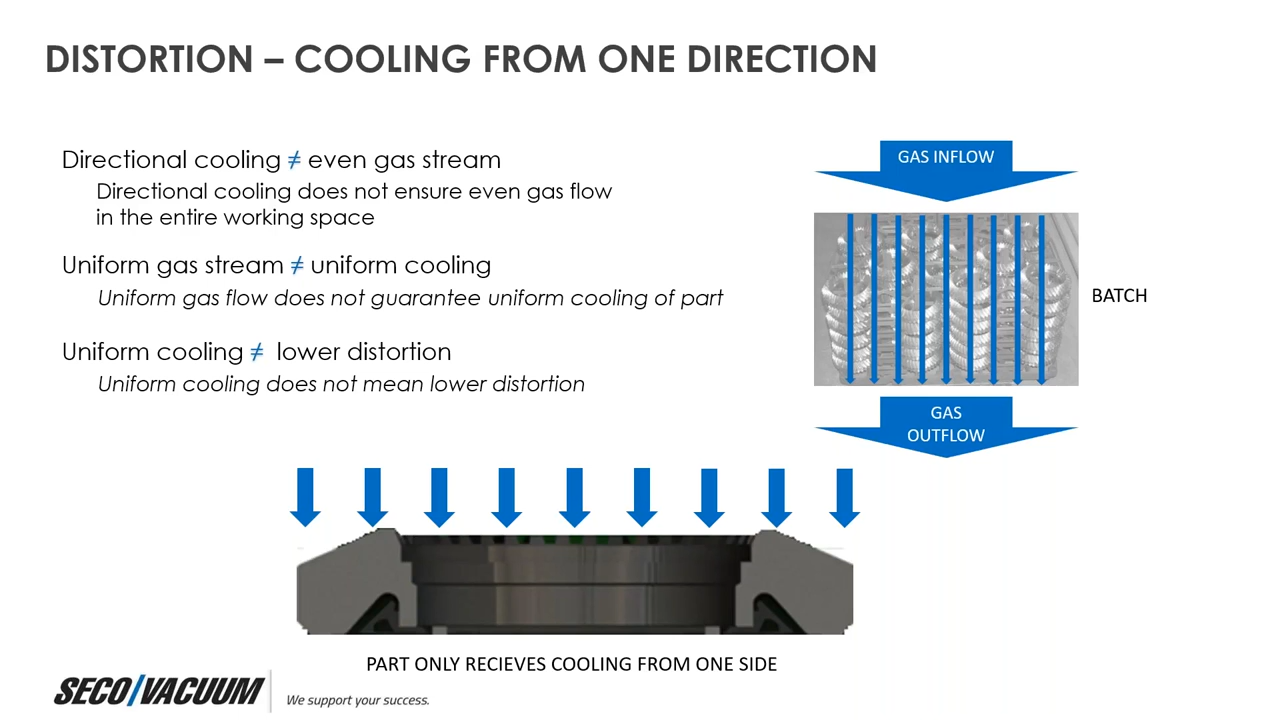 DISTORTION – COOLING FROM ONE DIRECTION
Directional cooling ≠ even gas stream
Directional cooling does not ensure even gas flow
in the entire working space
Uniform gas stream ≠ uniform cooling
Uniform gas flow does not guarantee uniform cooling of part
Uniform cooling ≠ lower distortion
Uniform cooling does not mean lower distortion
GAS INFLOW
BATCH
GAS
OUTFLOW
PART ONLY RECIEVES COOLING FROM ONE SIDE
SECO/VACUUM
We support your success.